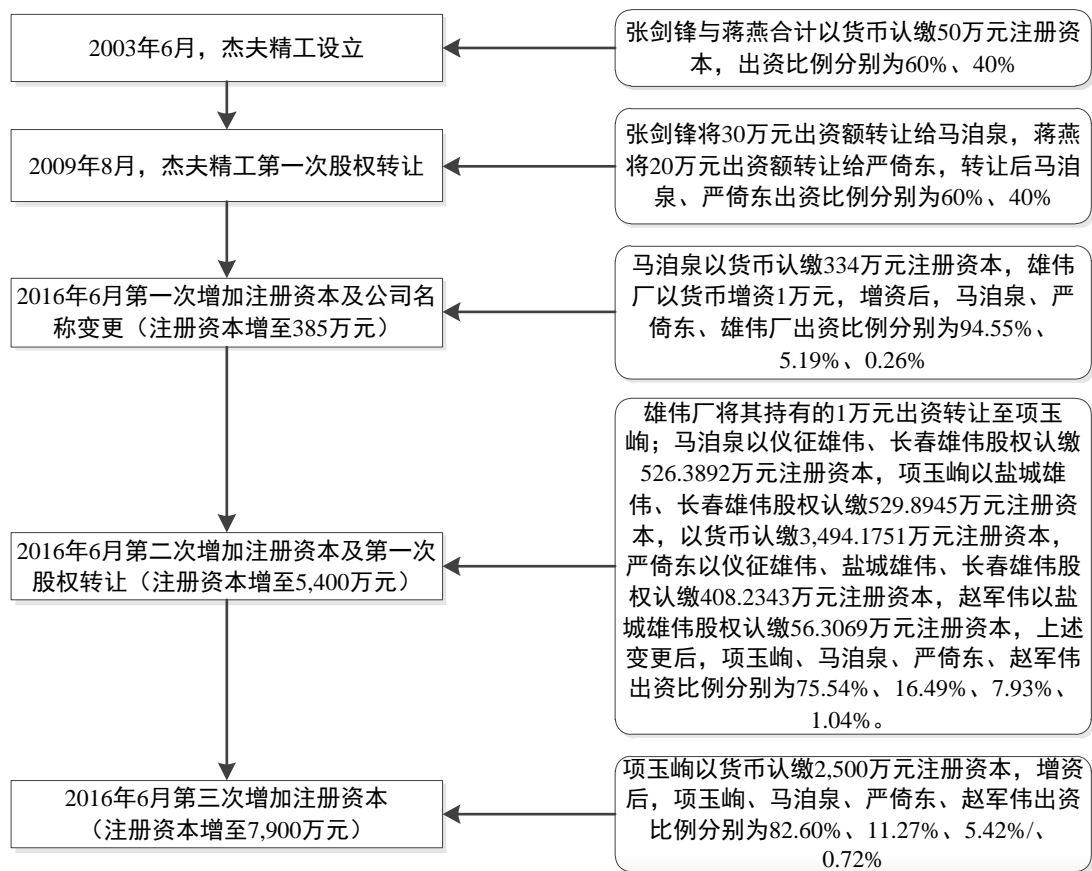 2003年6月，杰夫精工设立
张剑锋与蒋燕合计以货币认缴50万元注册资
本，出资比例分别为60%、40%
2009年8月，杰夫精工第一次股权转让
张剑锋将30万元出资额转让给马洎泉，蒋燕
将20万元出资额转让给严倚东，转让后马洎
泉、严倚东出资比例分别为60%、40%
2016年6月第一次增加注册资本及公司名
称变更（注册资本增至385万元）
马洎泉以货币认缴334万元注册资本，雄伟
厂以货币增资1万元，增资后，马洎泉、严
倚东、雄伟厂出资比例分别为94.55%、
5.19%、0.26%
2016年6月第二次增加注册资本及第一次
股权转让（注册资本增至5,400万元）
雄伟厂将其持有的1万元出资转让至项玉
峋；马洎泉以仪征雄伟、长春雄伟股权认缴
526.3892万元注册资本，项玉峋以盐城雄
伟、长春雄伟股权认缴529.8945万元注册资
本，以货币认缴3,494.1751万元注册资本，
严倚东以仪征雄伟、盐城雄伟、长春雄伟股
权认缴408.2343万元注册资本，赵军伟以盐
城雄伟股权认缴56.3069万元注册资本，上述
变更后，项玉峋、马洎泉、严倚东、赵军伟
出资比例分别为75.54%、16.49%、7.93%、
1.04%。
2016年6月第三次增加注册资本
（注册资本增至7,900万元）
项玉峋以货币认缴2,500万元注册资本，增资
后，项玉峋、马洎泉、严倚东、赵军伟出资
比例分别为82.60%、11.27%、5.42%/、
0.72%